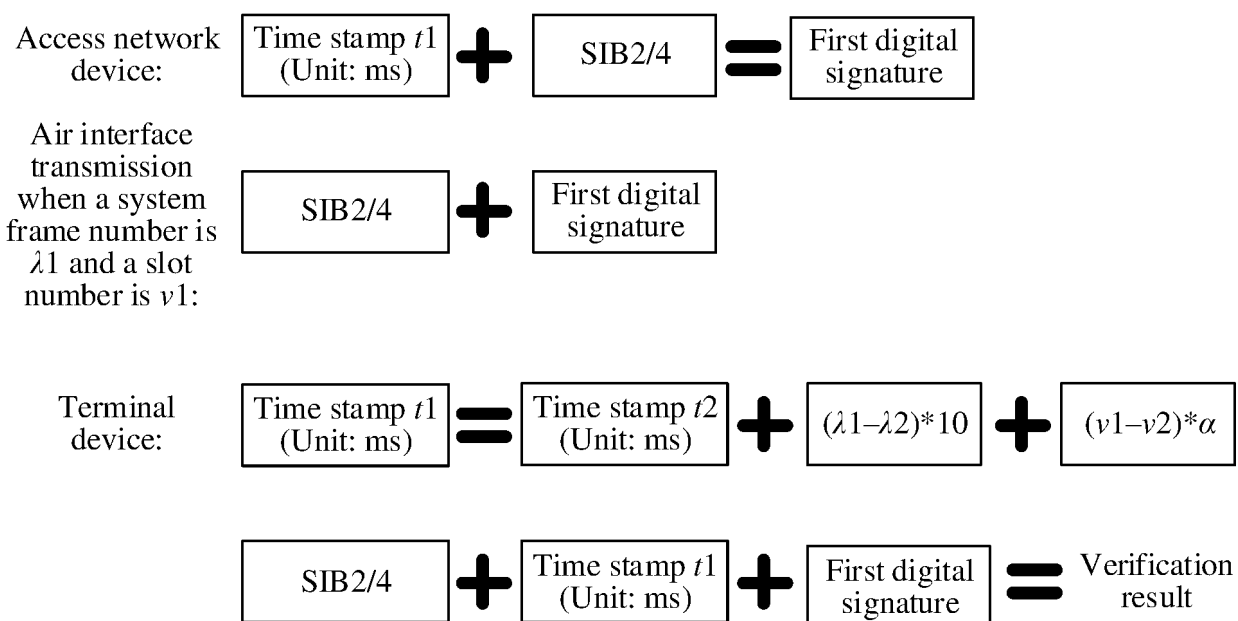 Access network
device:
Time stamp t1
(Unit: ms)
SIB2/4
First digital
signature
Air interface
transmission
when a system
frame number is
λ1 and a slot
number is v1:
SIB2/4
First digital
signature
Terminal
device:
Time stamp t1
(Unit: ms)
Time stamp t2
(Unit: ms)
(λ1–λ2)*10
(v1–v2)*α
SIB2/4
Time stamp t1
(Unit: ms)
First digital
signature
Verification
result